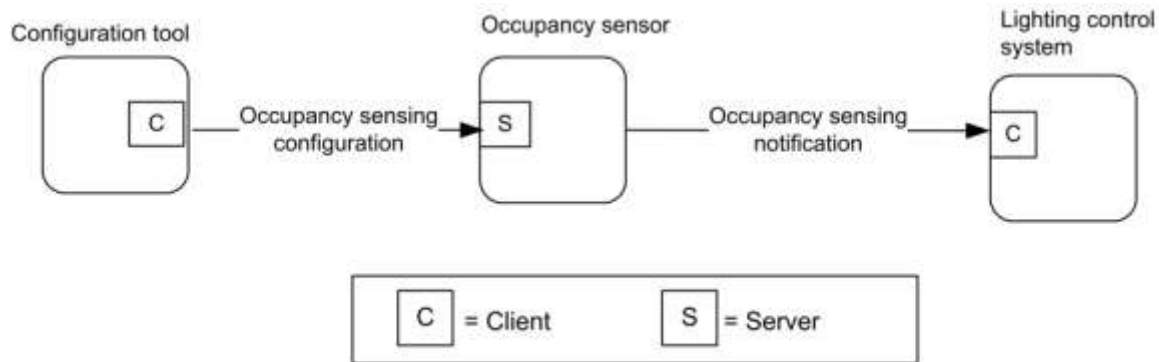 Configuration tool
Occupancy sensor
Lighting control
system
C
Occupancy sensing
configuration
S
Occupancy sensing
notification
C
C = Client
S = Server